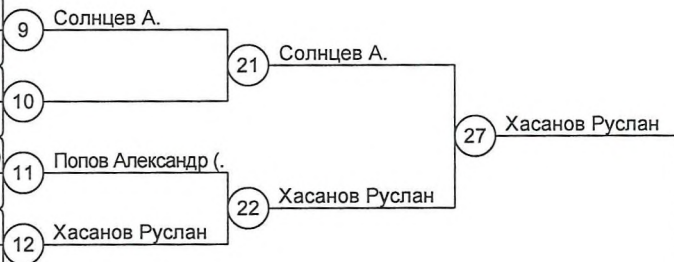 9 Солнцев А.
21 Солнцев А.
10
27 Хасанов Руслан
11 Попов Александр (.
22 Хасанов Руслан
12 Хасанов Руслан